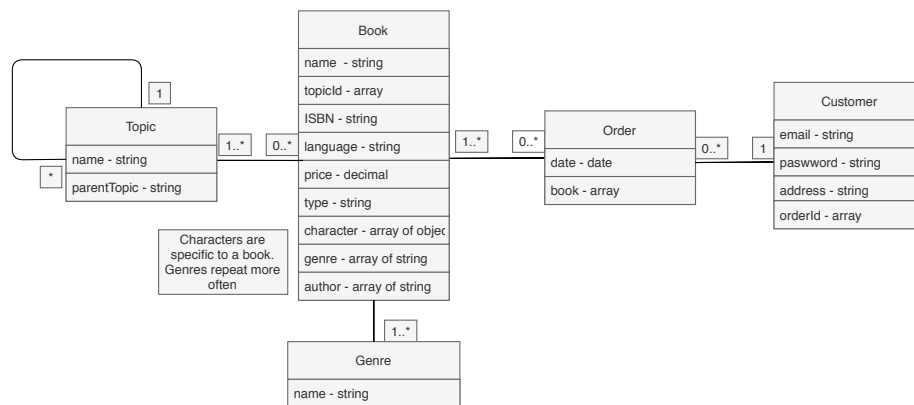 Book
name - string
topicId - array
ISBN - string
language - string
price - decimal
type - string
character - array of objec
genre - array of string
author - array of string
1
Topic
name - string
parentTopic - string
*
1..*
0..*
Characters are
specific to a book.
Genres repeat more
often
1..*
Genre
name - string
1..*
0..*
Order
date - date
book - array
0..*
1
Customer
email - string
paswword - string
address - string
orderId - array